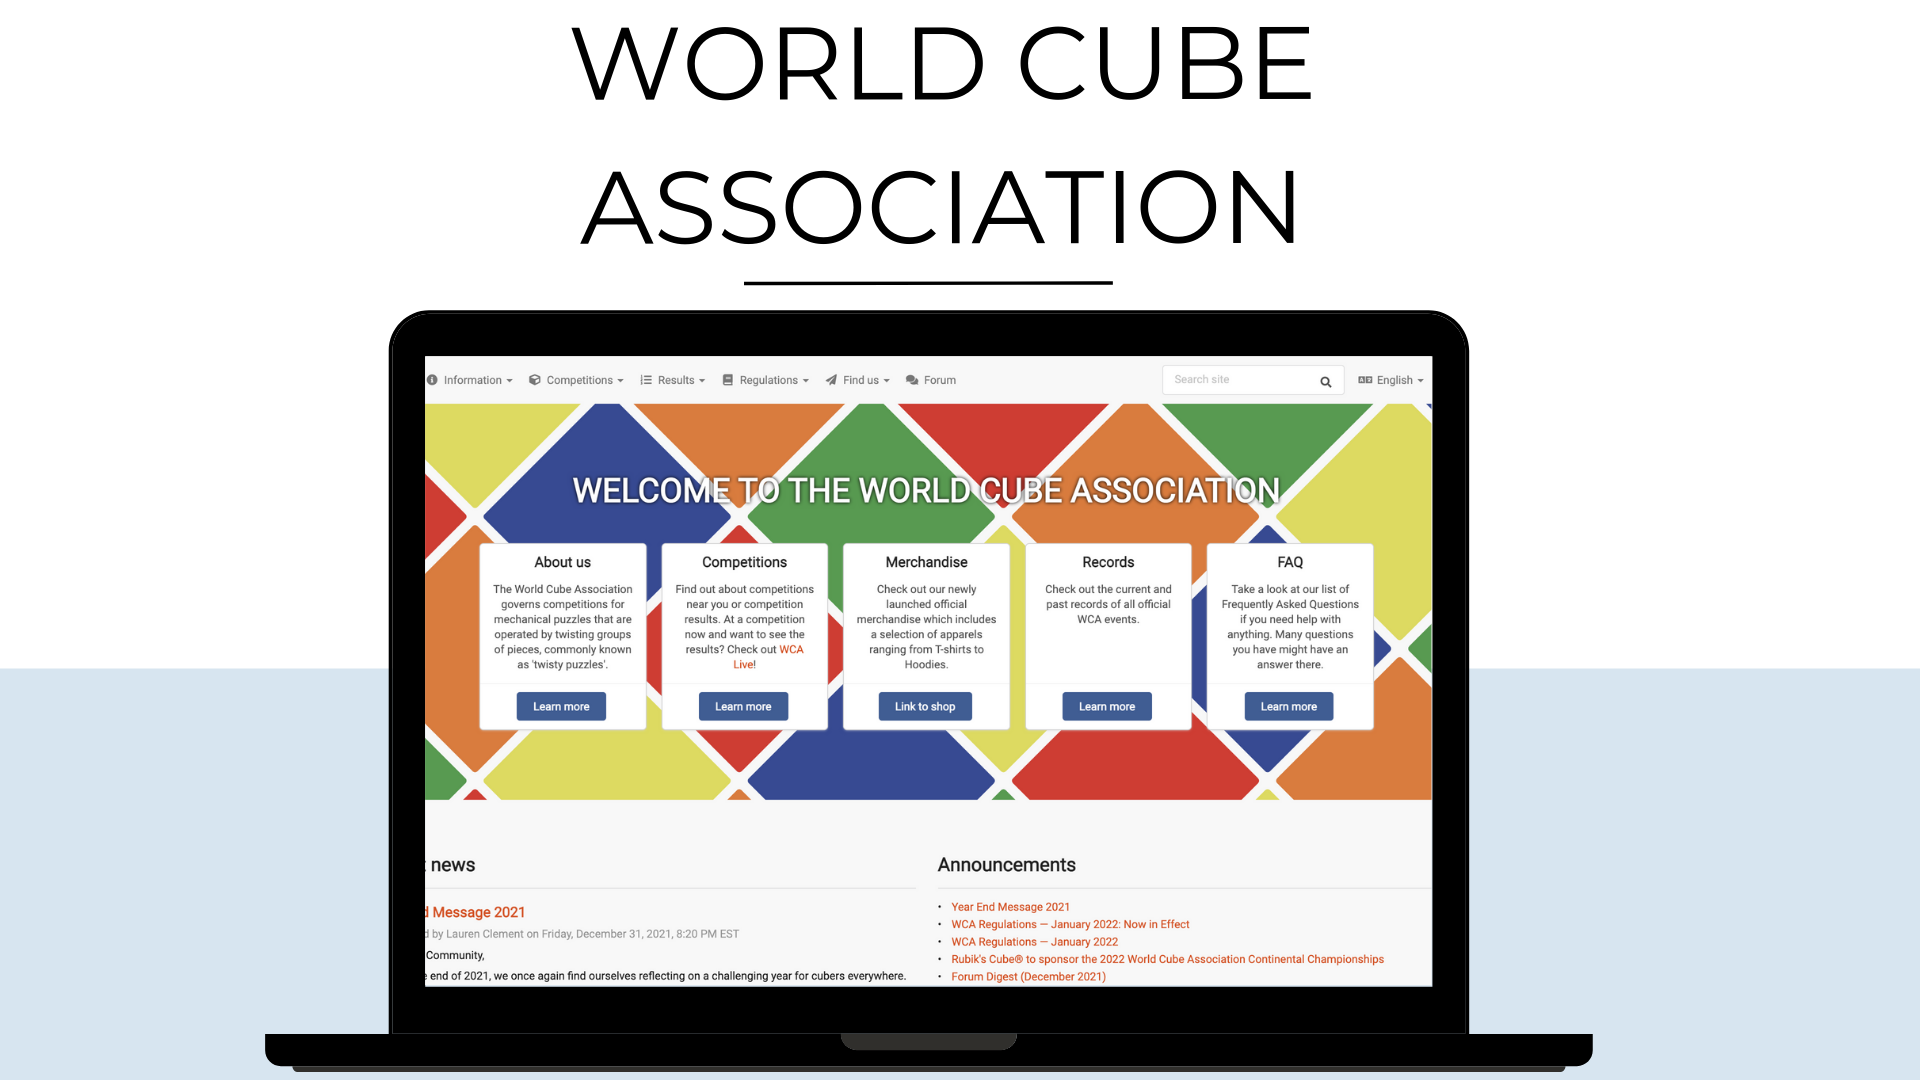 WORLD CUBE
ASSOCIATION
Information
Competitions
Results
Regulations
Find us
Forum
Search site
English
WELCOME TO THE WORLD CUBE ASSOCIATION
About us
The World Cube Association
governs competitions for
mechanical puzzles that are
operated by twisting groups
of pieces, commonly known
as 'twisty puzzles'.
Learn more
Competitions
Find out about competitions
near you or competition
results. At a competition
now and want to see the
results? Check out WCA
Live!
Learn more
Merchandise
Check out our newly
launched official
merchandise which includes
a selection of apparels
ranging from T-shirts to
Hoodies.
Link to shop
Records
Check out the current and
past records of all official
WCA events.
Learn more
FAQ
Take a look at our list of
Frequently Asked Questions
if you need help with
anything. Many questions
you have might have an
answer there.
Learn more
news
Message 2021
by Lauren Clement on Friday, December 31, 2021, 8:20 PM EST
Community,
end of 2021, we once again find ourselves reflecting on a challenging year for cubers everywhere.
Announcements
• Year End Message 2021
• WCA Regulations — January 2022: Now in Effect
• WCA Regulations — January 2022
• Rubik's Cube® to sponsor the 2022 World Cube Association Continental Championships
• Forum Digest (December 2021)